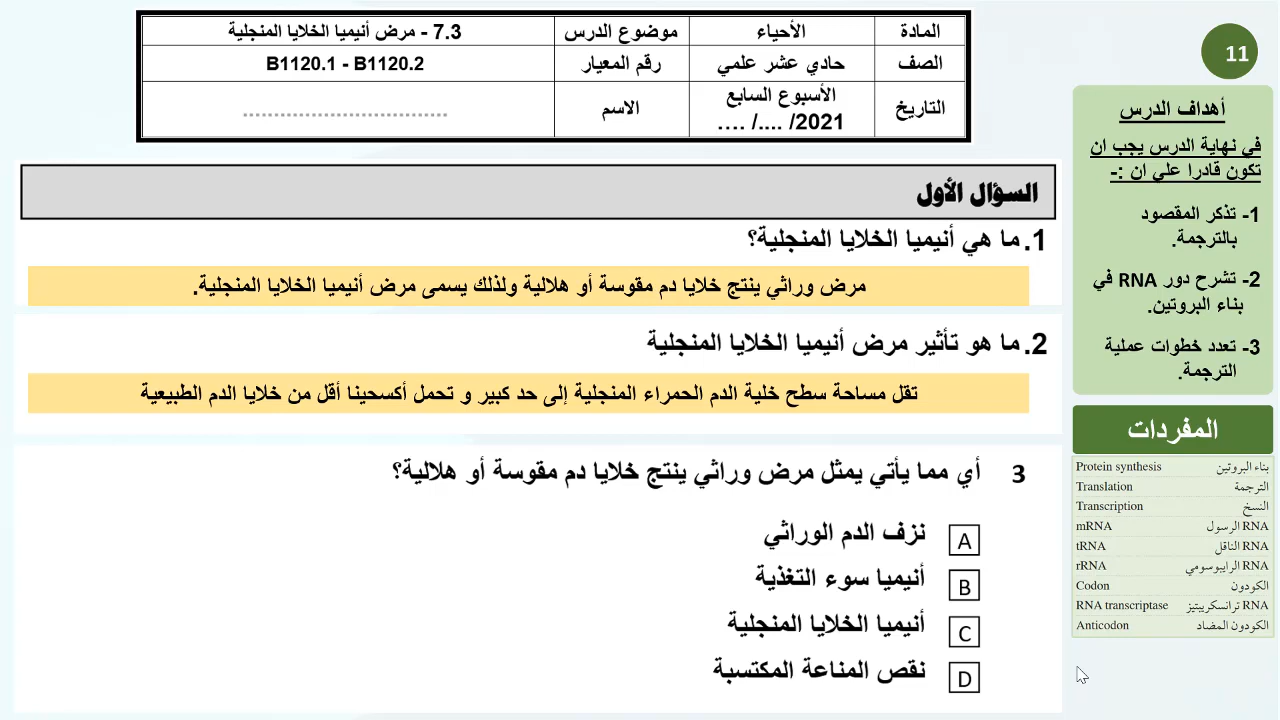 11
المادة الأحياء موضوع الدرس 7.3 - مرض أنيميا الخلايا المنجلية
الصف حادي عشر علمي رقم المعيار B1120.1 - B1120.2
التاريخ الأسبوع السابع 2021/ ..../ .... الاسم ................................
أهداف الدرس
في نهاية الدرس يجب ان
تكون قادرا علي ان :-
1- تذكر المقصود
بالترجمة.
2- تشرح دور RNA في
بناء البروتين.
3- تعدد خطوات عملية
الترجمة.
المفردات
بناء البروتين Protein synthesis
الترجمة Translation
النسخ Transcription
RNA الرسول mRNA
RNA الناقل tRNA
RNA الرايبوسومي rRNA
الكودون Codon
RNA ترانسكريبتيز RNA transcriptase
الكودون المضاد Anticodon
السؤال الأول
1. ما هي أنيميا الخلايا المنجلية؟
مرض وراثي ينتج خلايا دم مقوسة أو هلالية ولذلك يسمى مرض أنيميا الخلايا المنجلية.
2. ما هو تأثير مرض أنيميا الخلايا المنجلية
تقل مساحة سطح خلية الدم الحمراء المنجلية إلى حد كبير و تحمل أكسحينا أقل من خلايا الدم الطبيعية
3 أي مما يأتي يمثل مرض وراثي ينتج خلايا دم مقوسة أو هلالية؟
A نزف الدم الوراثي
B أنيميا سوء التغذية
C أنيميا الخلايا المنجلية
D نقص المناعة المكتسبة